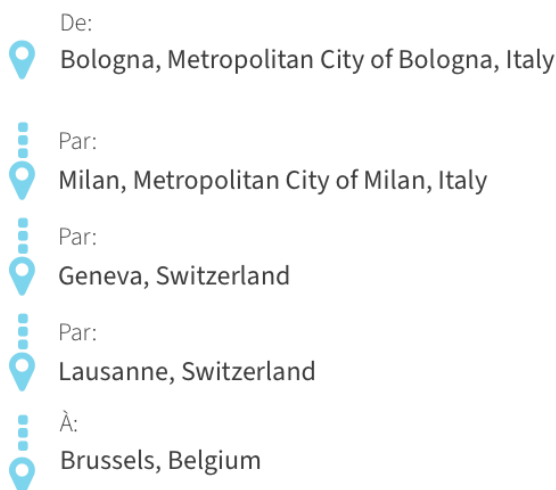 De:
Bologna, Metropolitan City of Bologna, Italy
Par:
Milan, Metropolitan City of Milan, Italy
Par:
Geneva, Switzerland
Par:
Lausanne, Switzerland
À:
Brussels, Belgium